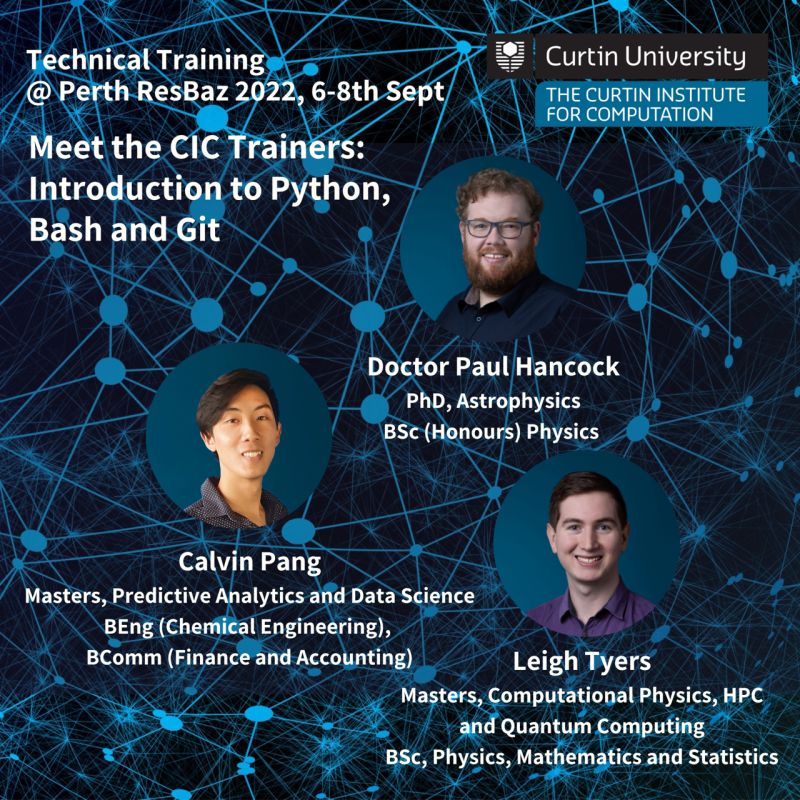 Technical Training
@ Perth ResBaz 2022, 6-8th Sept
Curtin University
THE CURTIN INSTITUTE
FOR COMPUTATION
Meet the CIC Trainers:
Introduction to Python,
Bash and Git
Doctor Paul Hancock
PhD, Astrophysics
BSc (Honours) Physics
Calvin Pang
Masters, Predictive Analytics and Data Science
BEng (Chemical Engineering),
BComm (Finance and Accounting)
Leigh Tyers
Masters, Computational Physics, HPC
and Quantum Computing
BSc, Physics, Mathematics and Statistics